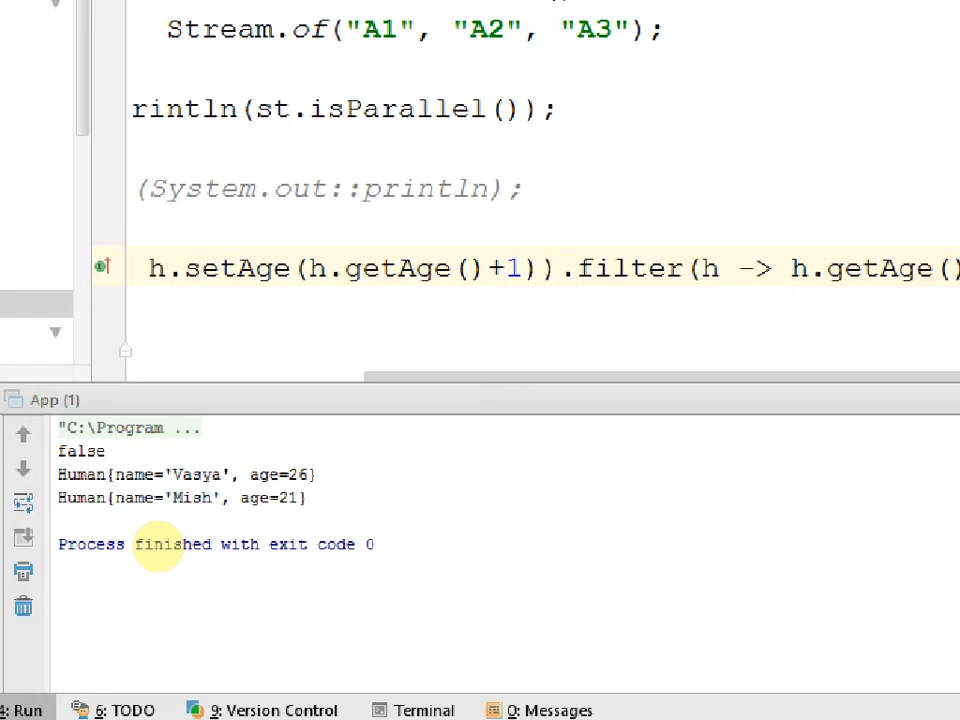 Stream.of("A1", "A2", "A3");
rintln(st.isParallel());
(System.out::println);
h.setAge(h.getAge()+1)).filter(h -> h.getAge()
App (1)
"C:\Program ...
false
Human{name='Vasya', age=26}
Human{name='Mish', age=21}
Process finished with exit code 0
4: Run 6: TODO 9: Version Control Terminal 0: Messages